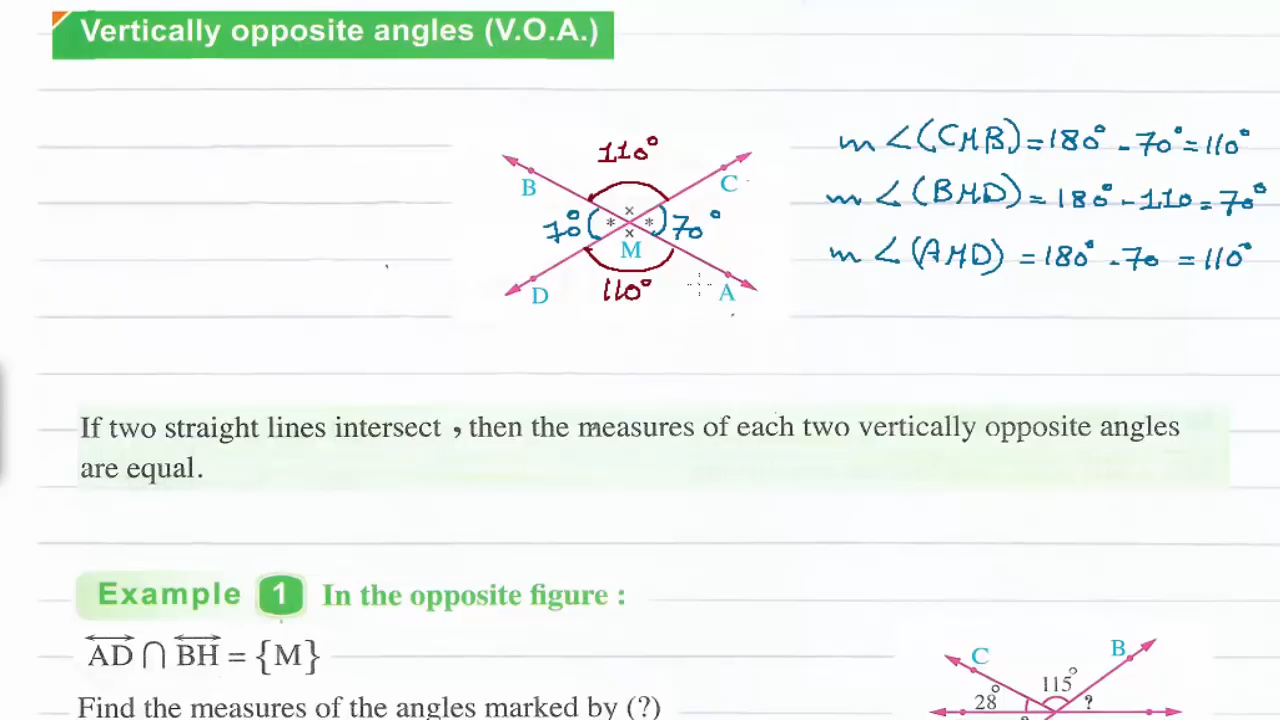 Vertically opposite angles (V.O.A.)
110°
m∠(CMB)=180°-70°=110°
B
C
m∠(BMD)=180°-110=70°
70°
*
×
*
70°
×
M
m∠(AMD)=180°-70=110°
D
110°
A
If two straight lines intersect , then the measures of each two vertically opposite angles
are equal.
Example 1 In the opposite figure :
AD ∩ BH = {M}
C
B
28°
115°
?
Find the measures of the angles marked by (?)